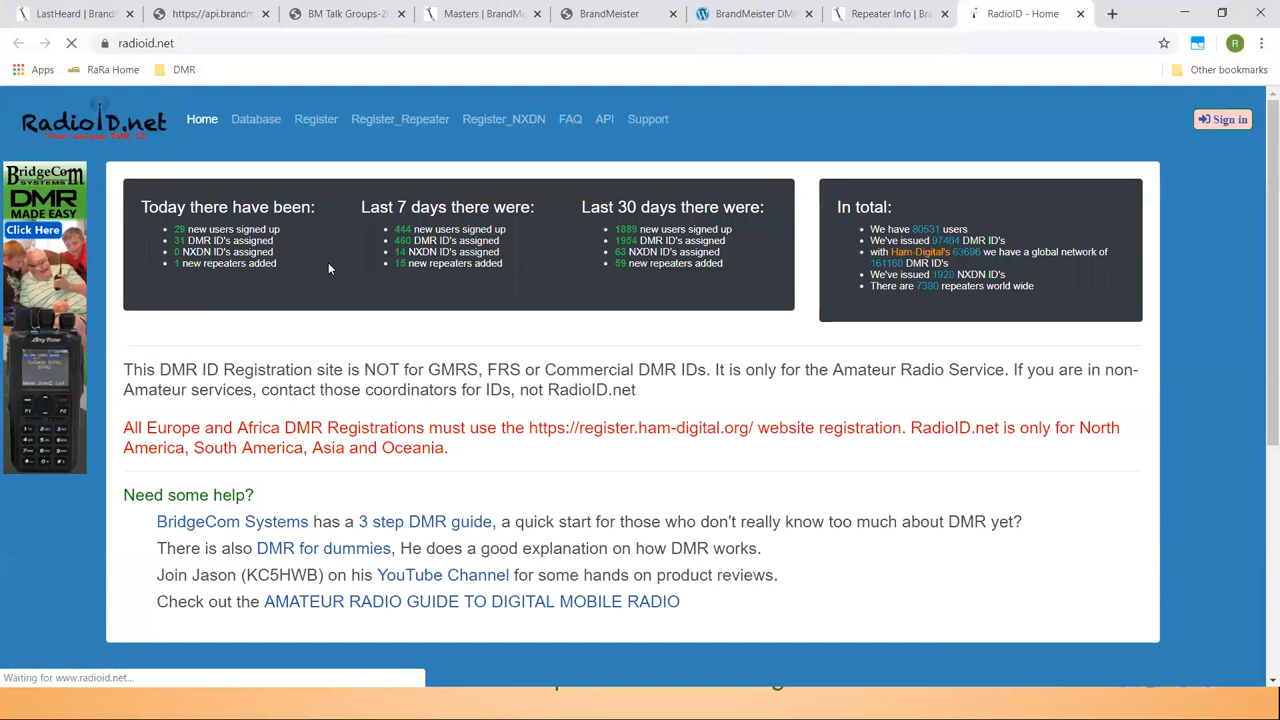 LastHeard | BrandM
https://api.brandm
BM Talk Groups-20
Masters | BrandMe
BrandMeister
BrandMeister DMR
Repeater Info | Bra
RadioID - Home
radioid.net
R
Apps
RaRa Home
DMR
Other bookmarks
RadioID.net
Your unique DMR ID
Home
Database
Register
Register_Repeater
Register_NXDN
FAQ
API
Support
Sign in
BridgeCom
SYSTEMS
DMR
MADE EASY
Click Here
AnyTone
Today there have been:
29 new users signed up
31 DMR ID's assigned
0 NXDN ID's assigned
1 new repeaters added
Last 7 days there were:
444 new users signed up
460 DMR ID's assigned
14 NXDN ID's assigned
15 new repeaters added
Last 30 days there were:
1889 new users signed up
1954 DMR ID's assigned
63 NXDN ID's assigned
59 new repeaters added
In total:
We have 80531 users
We've issued 97464 DMR ID's
with Ham-Digital's 63696 we have a global network of
161160 DMR ID's
We've issued 1920 NXDN ID's
There are 7380 repeaters world wide
This DMR ID Registration site is NOT for GMRS, FRS or Commercial DMR IDs. It is only for the Amateur Radio Service. If you are in non-
Amateur services, contact those coordinators for IDs, not RadioID.net
All Europe and Africa DMR Registrations must use the https://register.ham-digital.org/ website registration. RadioID.net is only for North
America, South America, Asia and Oceania.
Need some help?
BridgeCom Systems has a 3 step DMR guide, a quick start for those who don't really know too much about DMR yet?
There is also DMR for dummies, He does a good explanation on how DMR works.
Join Jason (KC5HWB) on his YouTube Channel for some hands on product reviews.
Check out the AMATEUR RADIO GUIDE TO DIGITAL MOBILE RADIO
Waiting for www.radioid.net...